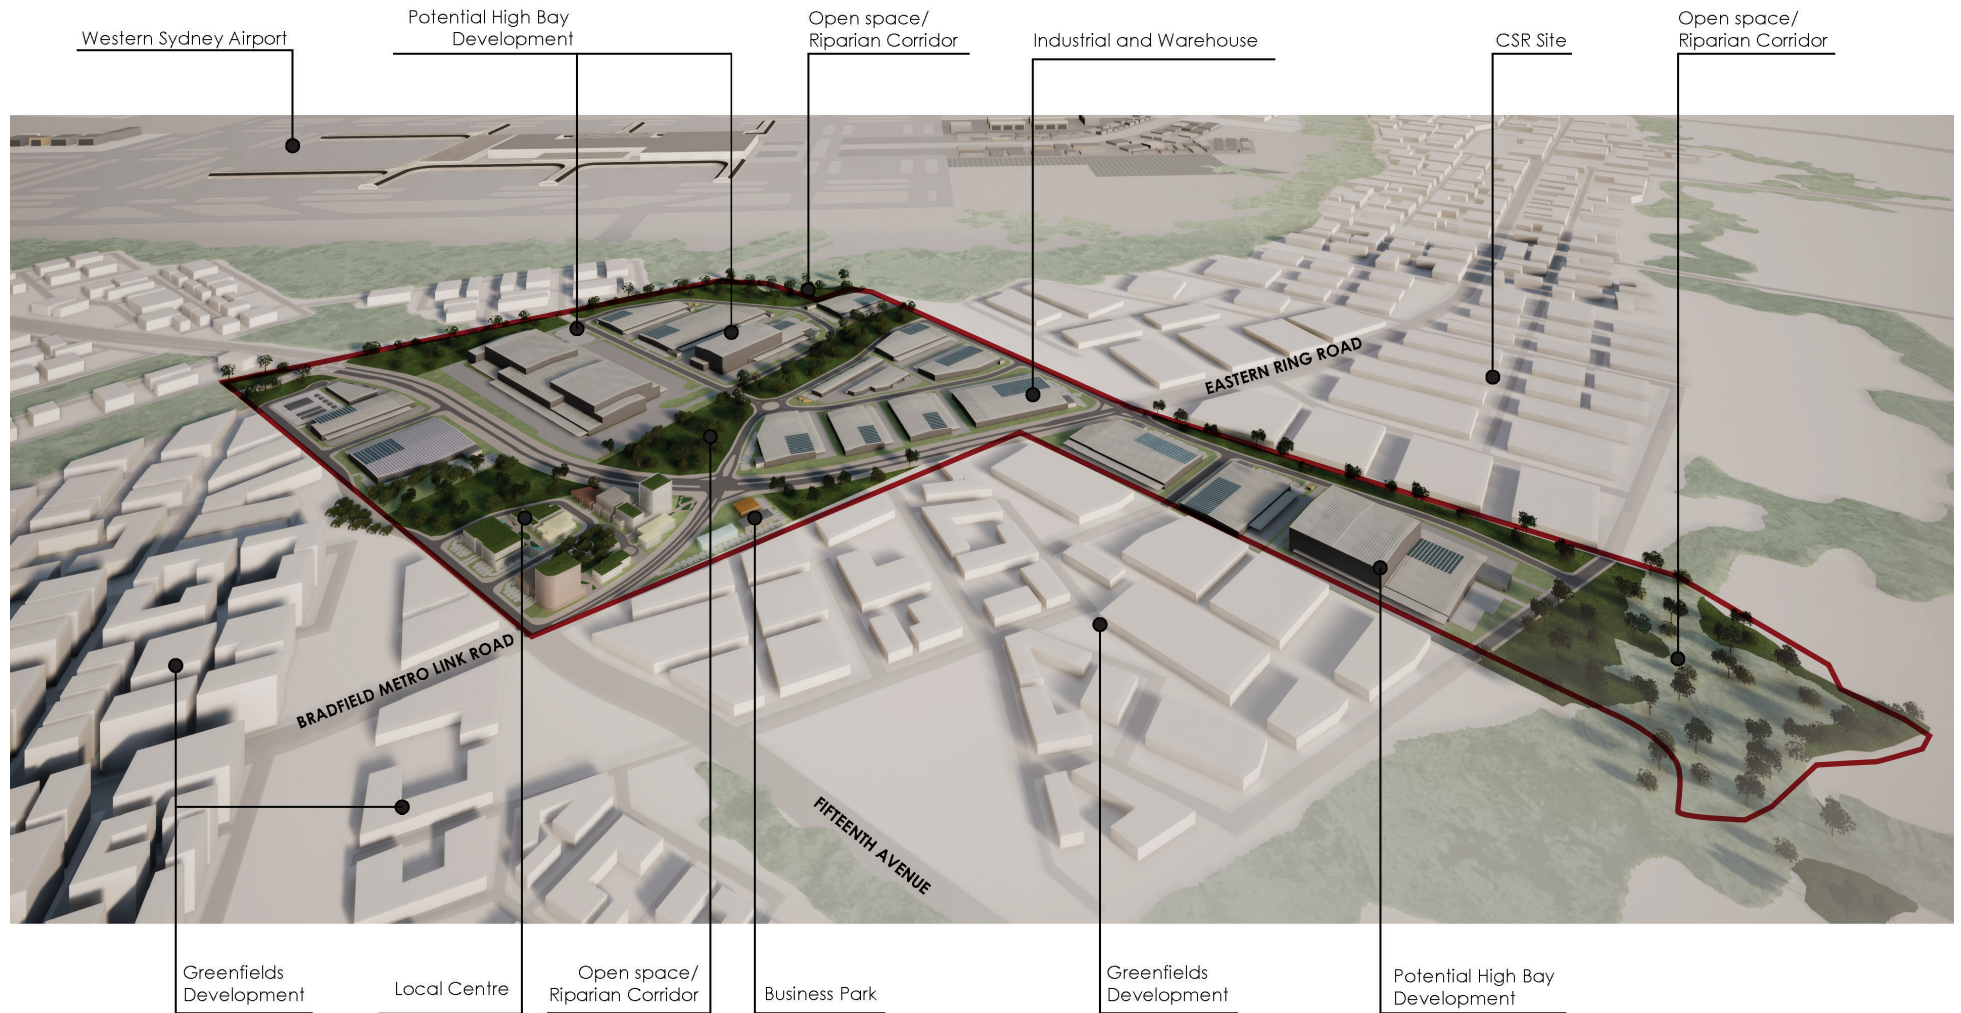 Western Sydney Airport
Potential High Bay
Development
Open space/
Riparian Corridor
Industrial and Warehouse
CSR Site
Open space/
Riparian Corridor
EASTERN RING ROAD
BRADFIELD METRO LINK ROAD
FIFTEENTH AVENUE
Greenfields
Development
Local Centre
Open space/
Riparian Corridor
Business Park
Greenfields
Development
Potential High Bay
Development